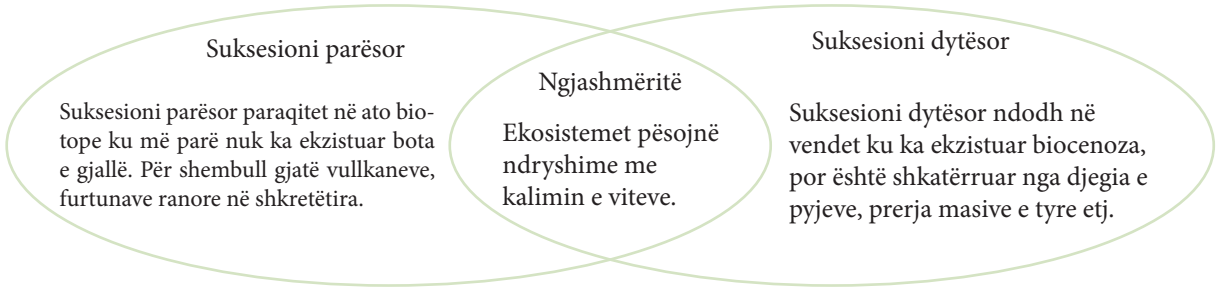 Suksesioni parësor
Suksesioni parësor paraqitet në ato bio-
tope ku më parë nuk ka ekzistuar bota
e gjallë. Për shembull gjatë vullkaneve,
furtunave ranore në shkretëtira.
Ngjashmëritë
Ekosistemet pësojnë
ndryshime me
kalimin e viteve.
Suksesioni dytësor
Suksesioni dytësor ndodh në
vendet ku ka ekzistuar biocenoza,
por është shkatërruar nga djegia e
pyjeve, prerja masive e tyre etj.